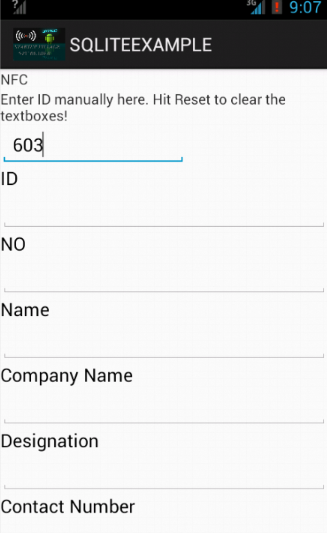 3G 9:07
SQLITEEXAMPLE
NFC
Enter ID manually here. Hit Reset to clear the
textboxes!
603
ID
NO
Name
Company Name
Designation
Contact Number